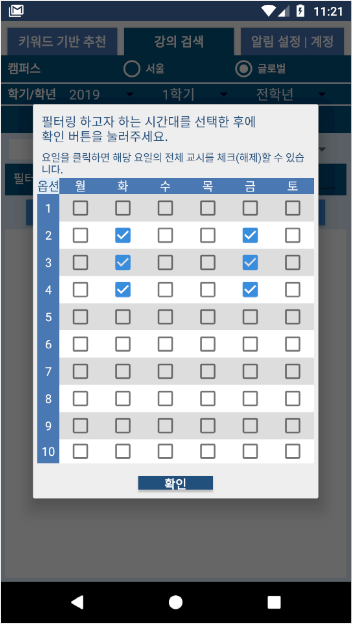 11:21
키워드 기반 추천 강의 검색 알림 설정 | 계정
캠퍼스 서울 글로벌
학기/학년 2019 1학기 전학년
필터링 하고자 하는 시간대를 선택한 후에
확인 버튼을 눌러주세요.
요일을 클릭하면 해당 요일의 전체 교시를 체크(해제)할 수 있습
니다.
옵션 월 화 수 목 금 토
1
2
3
4
5
6
7
8
9
10
확인